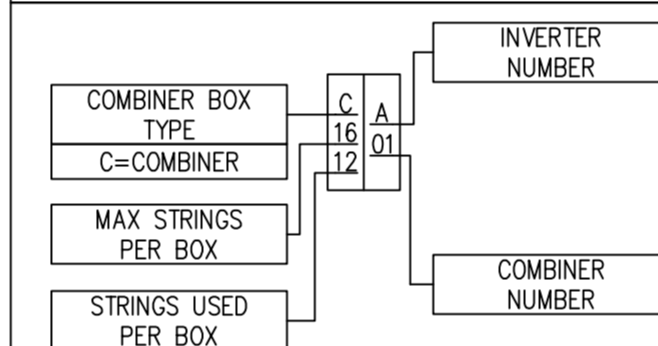 INVERTER
NUMBER
COMBINER BOX
TYPE
C=COMBINER
C
16
12
A
01
MAX STRINGS
PER BOX
COMBINER
NUMBER
STRINGS USED
PER BOX